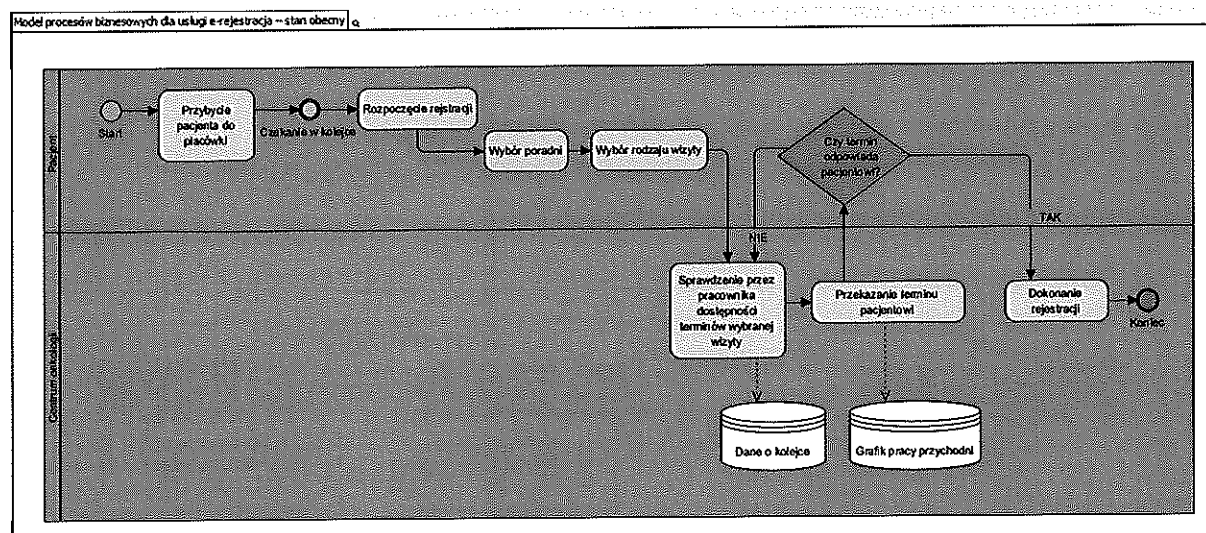 Model procesów biznesowych dla usługi e-rejestracja -- stan obecny
Pacjent
Start
Przybycie
pacjenta do
placówki
Czekanie w kolejce
Rozpoczęcie rejstracji
Wybór poradni
Wybór rodzaju wizyty
Czy termin
odpowiada
pacjentowi?
TAK
NIE
Centrum onkologii
Sprawdzenie przez
pracownika
dostępności
terminów wybranej
wizyty
Przekazanie terminu
pacjentowi
Dokonanie
rejestracji
Koniec
Dane o kolejce
Grafik pracy przychodni